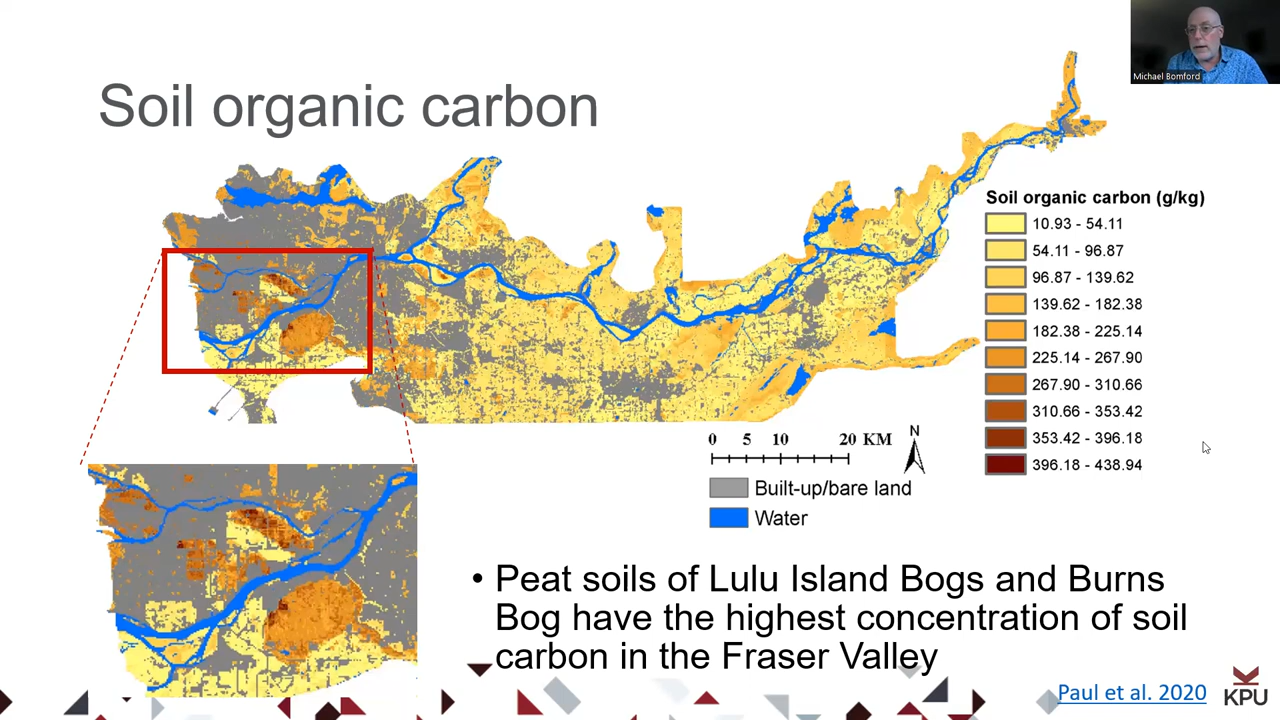 Michael Bomford
Soil organic carbon
Soil organic carbon (g/kg)
10.93 - 54.11
54.11 - 96.87
96.87 - 139.62
139.62 - 182.38
182.38 - 225.14
225.14 - 267.90
267.90 - 310.66
310.66 - 353.42
353.42 - 396.18
396.18 - 438.94
0 5 10 20 KM
N
Built-up/bare land
Water
• Peat soils of Lulu Island Bogs and Burns
Bog have the highest concentration of soil
carbon in the Fraser Valley
Paul et al. 2020
KPU